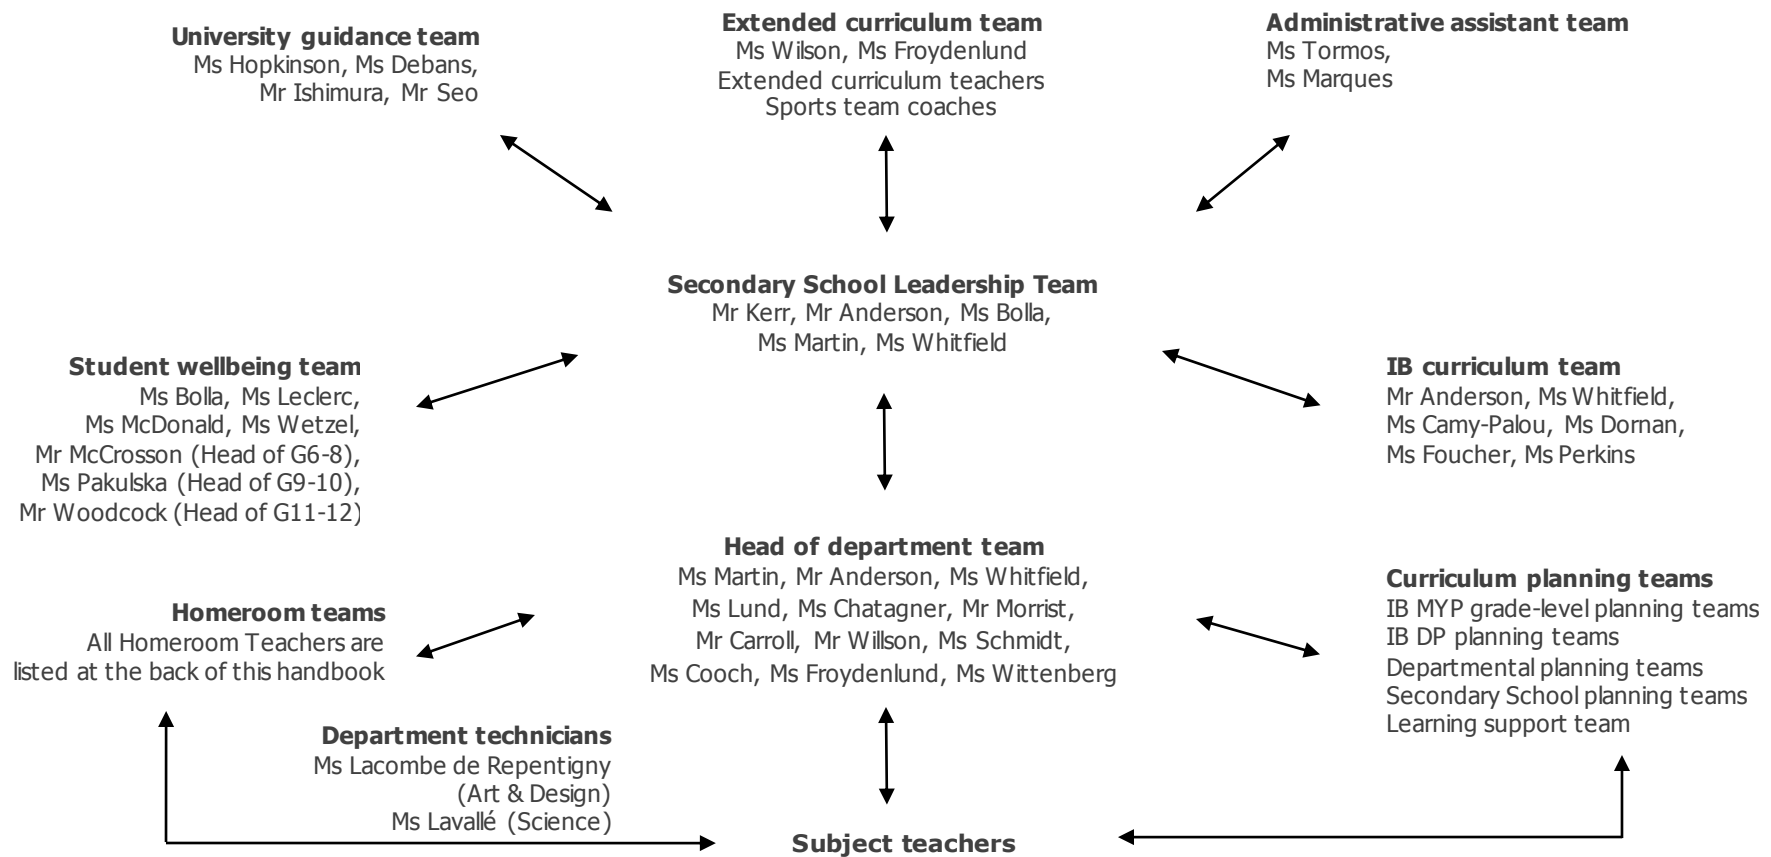 University guidance team
Ms Hopkinson, Ms Debans,
Mr Ishimura, Mr Seo
Extended curriculum team
Ms Wilson, Ms Froydenlund
Extended curriculum teachers
Sports team coaches
Administrative assistant team
Ms Tormos,
Ms Marques
Secondary School Leadership Team
Mr Kerr, Mr Anderson, Ms Bolla,
Ms Martin, Ms Whitfield
Student wellbeing team
Ms Bolla, Ms Leclerc,
Ms McDonald, Ms Wetzel,
Mr McCrosson (Head of G6-8),
Ms Pakulska (Head of G9-10),
Mr Woodcock (Head of G11-12)
IB curriculum team
Mr Anderson, Ms Whitfield,
Ms Camy-Palou, Ms Dornan,
Ms Foucher, Ms Perkins
Head of department team
Ms Martin, Mr Anderson, Ms Whitfield,
Ms Lund, Ms Chatagner, Mr Morrist,
Mr Carroll, Mr Willson, Ms Schmidt,
Ms Cooch, Ms Froydenlund, Ms Wittenberg
Homeroom teams
All Homeroom Teachers are
listed at the back of this handbook
Curriculum planning teams
IB MYP grade-level planning teams
IB DP planning teams
Departmental planning teams
Secondary School planning teams
Learning support team
Department technicians
Ms Lacombe de Repentigny
(Art & Design)
Ms Lavallé (Science)
Subject teachers